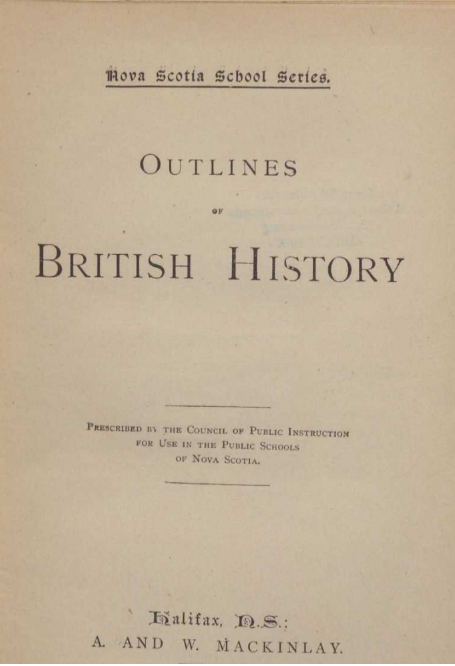 Nova Scotia School Series.
OUTLINES
OF
BRITISH HISTORY
PRESCRIBED BY THE COUNCIL OF PUBLIC INSTRUCTION
FOR USE IN THE PUBLIC SCHOOLS
OF NOVA SCOTIA.
Halifax, N.S.:
A. AND W. MACKINLAY.